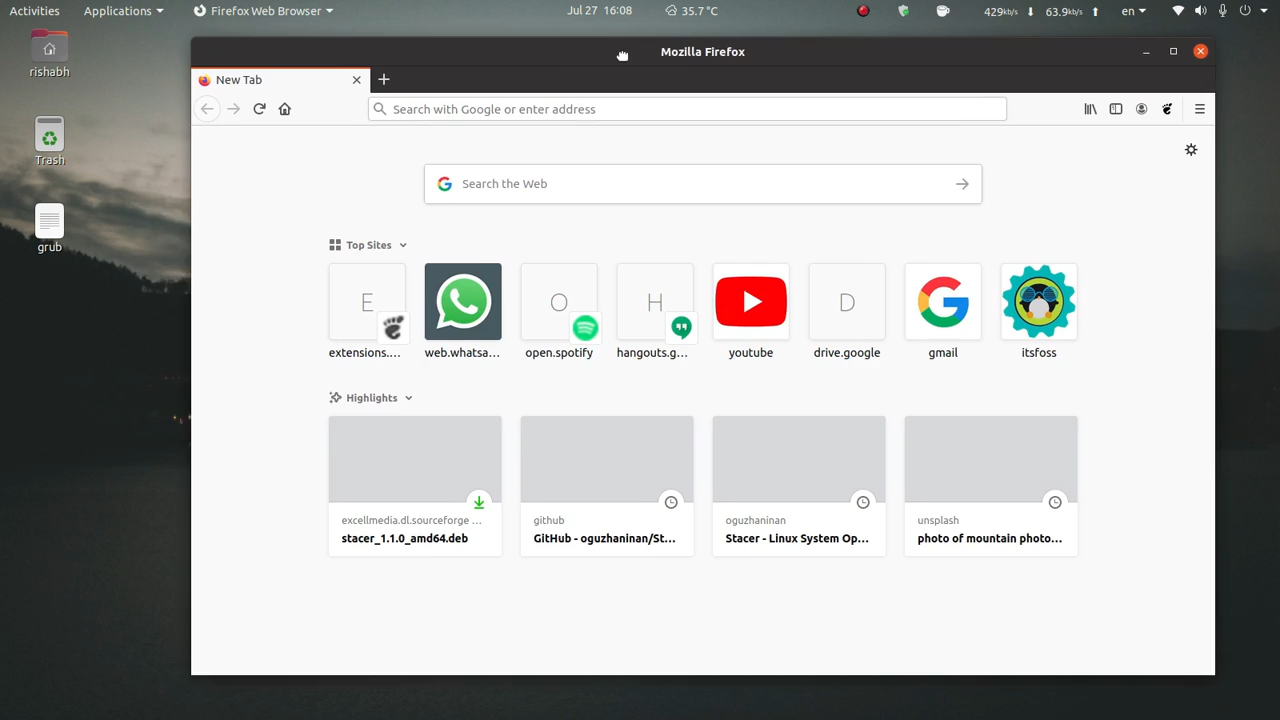 Activities Applications Firefox Web Browser Jul 27 16:08 35.7°C 429kb/s 63.9kb/s en
rishabh
Trash
grub
Mozilla Firefox
New Tab
Search with Google or enter address
Search the Web
Top Sites
E O H D
extensions.... web.whatsa... open.spotify hangouts.g... youtube drive.google gmail itsfoss
Highlights
excellmedia.dl.sourceforge ...
stacer_1.1.0_amd64.deb
github
GitHub - oguzhaninan/St...
oguzhaninan
Stacer - Linux System Op...
unsplash
photo of mountain photo...